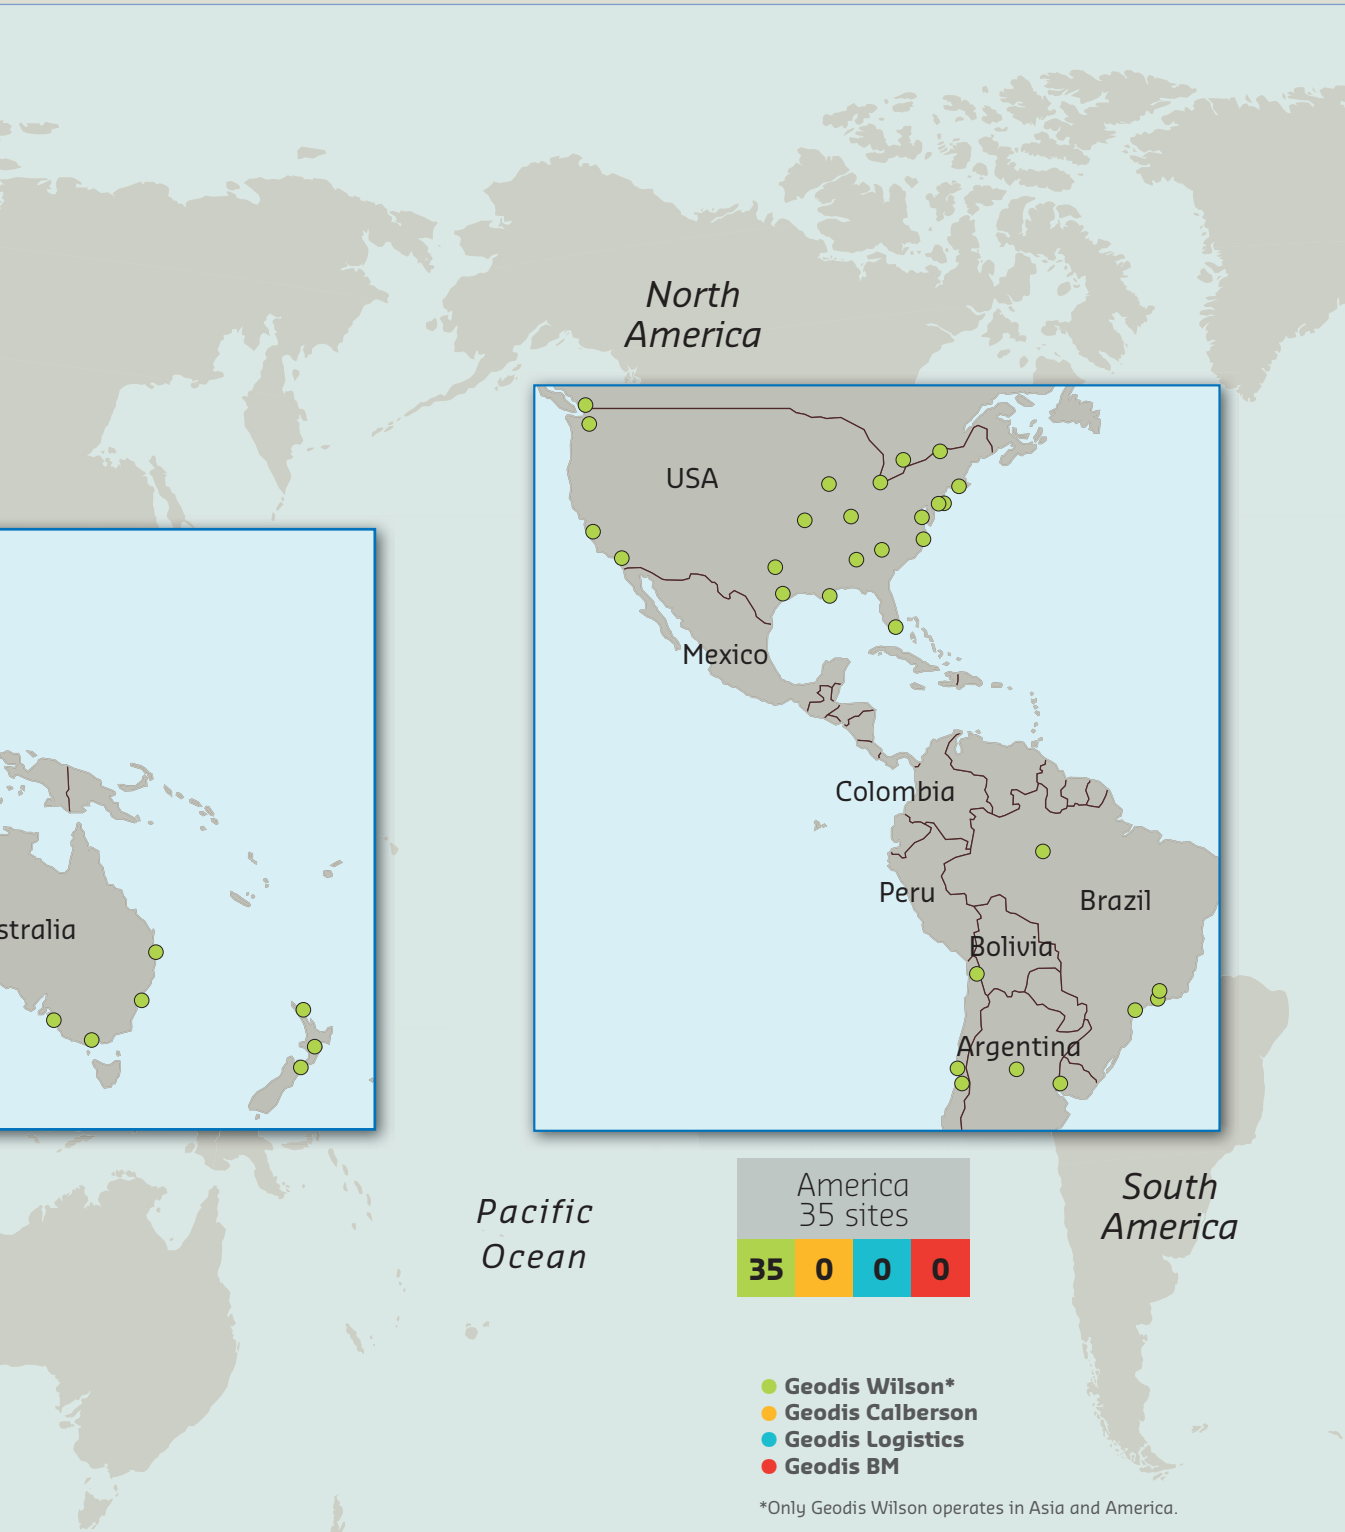 North
America
USA
Mexico
Colombia
Peru
Brazil
stralia
Bolivia
Argentina
Pacific
Ocean
America
35 sites
35 0 0 0
South
America
Geodis Wilson*
Geodis Calberson
Geodis Logistics
Geodis BM
*Only Geodis Wilson operates in Asia and America.